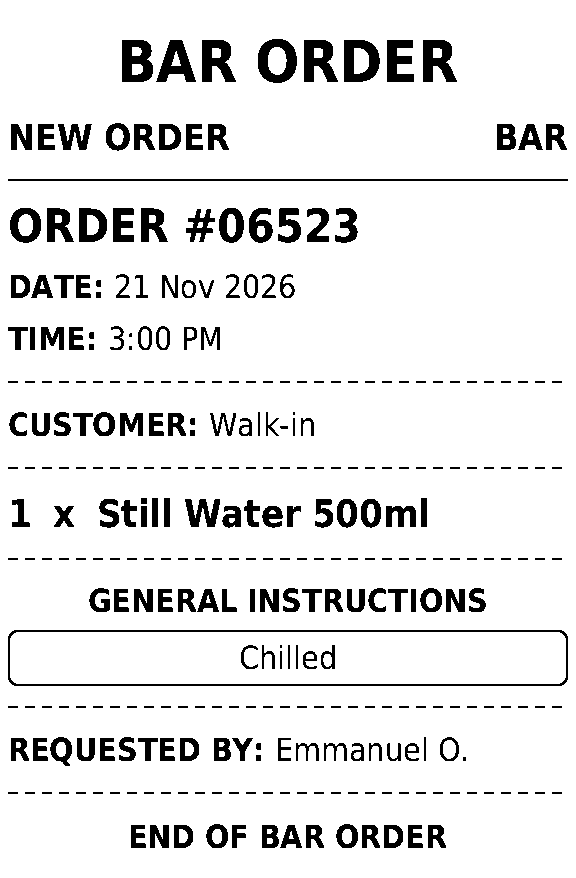 BAR ORDER
NEW ORDER BAR
ORDER #06523
DATE: 21 Nov 2026
TIME: 3:00 PM
CUSTOMER: Walk-in
1 x Still Water 500ml
GENERAL INSTRUCTIONS
Chilled
REQUESTED BY: Emmanuel O.
END OF BAR ORDER